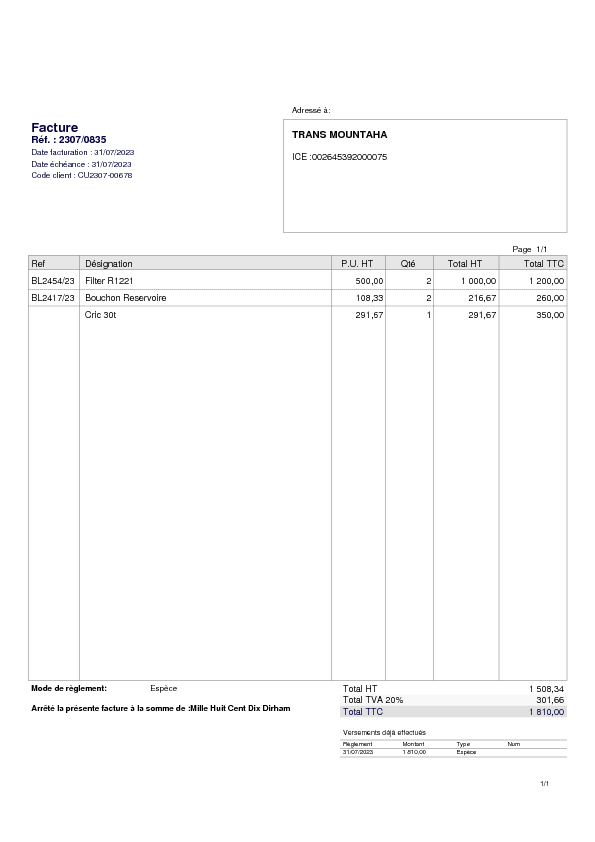 Adressé à:
Facture
Réf. : 2307/0835
Date facturation : 31/07/2023
Date échéance : 31/07/2023
Code client : CU2307-00678
TRANS MOUNTAHA
ICE :002645392000075
Page 1/1
Ref Désignation P.U. HT Qté Total HT Total TTC
BL2454/23 Filter R1221 500,00 2 1 000,00 1 200,00
BL2417/23 Bouchon Reservoire 108,33 2 216,67 260,00
Cric 30t 291,67 1 291,67 350,00
Mode de règlement: Espèce
Total HT 1 508,34
Total TVA 20% 301,66
Arrêté la présente facture à la somme de :Mille Huit Cent Dix Dirham
Total TTC 1 810,00
Versements déjà effectués
Règlement Montant Type Num
31/07/2023 1 810,00 Espèce
1/1